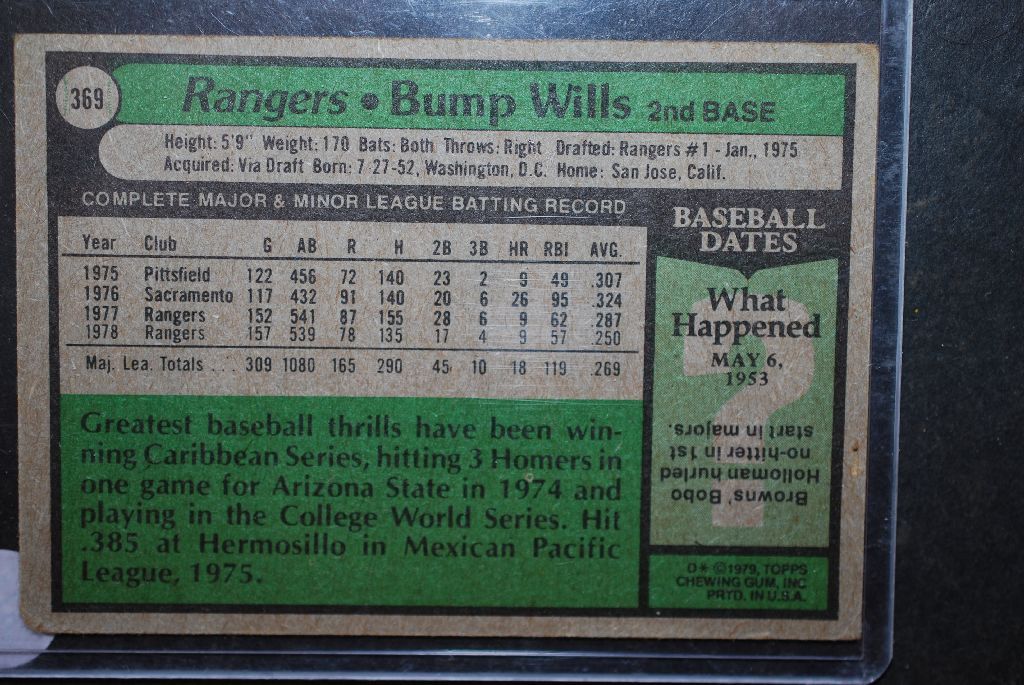 369
Rangers • Bump Wills 2nd BASE
Height: 5'9" Weight: 170 Bats: Both Throws: Right Drafted: Rangers #1 - Jan., 1975
Acquired: Via Draft Born: 7-27-52, Washington, D.C. Home: San Jose, Calif.
COMPLETE MAJOR & MINOR LEAGUE BATTING RECORD
Year Club G AB R H 2B 3B HR RBI AVG.
1975 Pittsfield 122 456 72 140 23 2 9 49 .307
1976 Sacramento 117 432 91 140 20 6 26 95 .324
1977 Rangers 152 541 87 155 28 6 9 62 .287
1978 Rangers 157 539 78 135 17 4 9 57 .250
Maj. Lea. Totals . . . 309 1080 165 290 45 10 18 119 .269
Greatest baseball thrills have been win-
ning Caribbean Series, hitting 3 Homers in
one game for Arizona State in 1974 and
playing in the College World Series. Hit
.385 at Hermosillo in Mexican Pacific
League, 1975.
BASEBALL
DATES
What
Happened
MAY 6,
1953
?
Browns' Bobo
Holloman hurled
no-hitter in 1st
start in majors.
D* ©1979, TOPPS
CHEWING GUM, INC
PRTD. IN U.S.A.